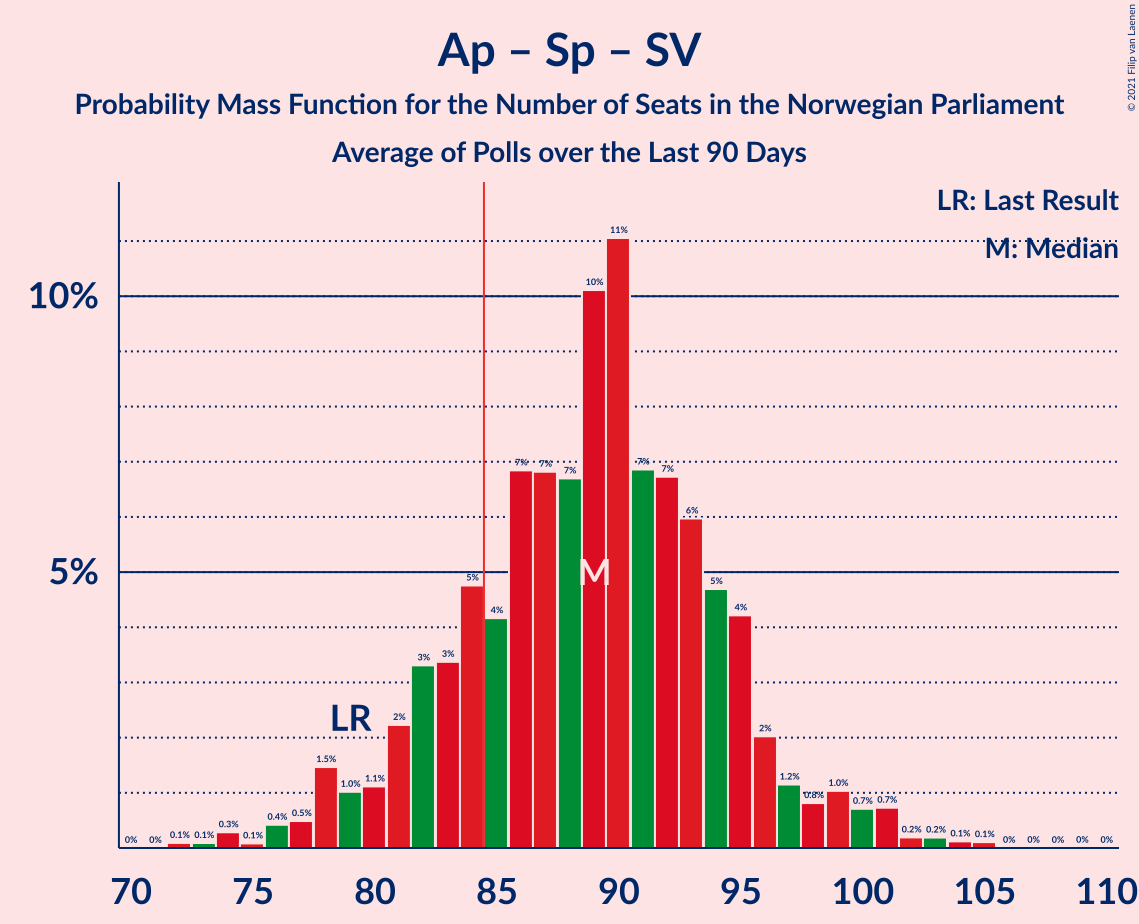 Ap – Sp – SV
Probability Mass Function for the Number of Seats in the Norwegian Parliament
Average of Polls over the Last 90 Days
© 2021 Filip van Laenen
LR: Last Result
M: Median
10%
5%
LR
M
0% 0% 0.1% 0.1% 0.3% 0.1% 0.4% 0.5% 1.5% 1.0% 1.1% 2% 3% 3% 5% 4% 7% 7% 7% 10% 11% 7% 7% 6% 5% 4% 2% 1.2% 0.8% 1.0% 0.7% 0.7% 0.2% 0.2% 0.1% 0.1% 0% 0% 0% 0% 0%
70 75 80 85 90 95 100 105 110